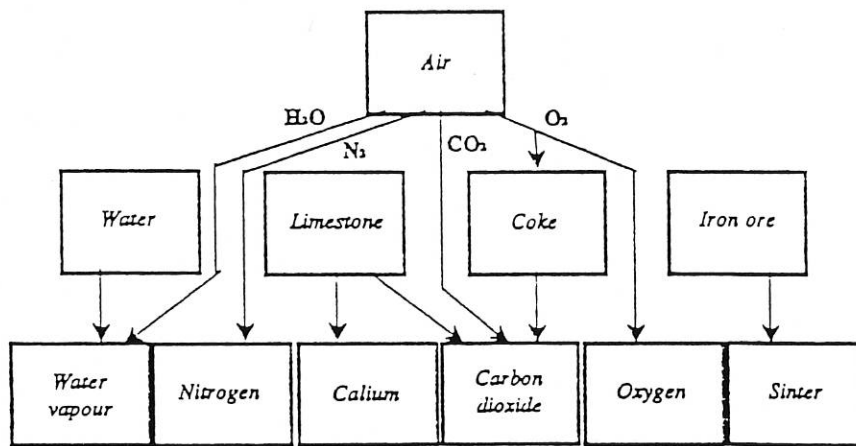 Air
H₂O
N₂
CO₂
O₂
Water
Limestone
Coke
Iron ore
Water
vapour
Nitrogen
Calium
Carbon
dioxide
Oxygen
Sinter